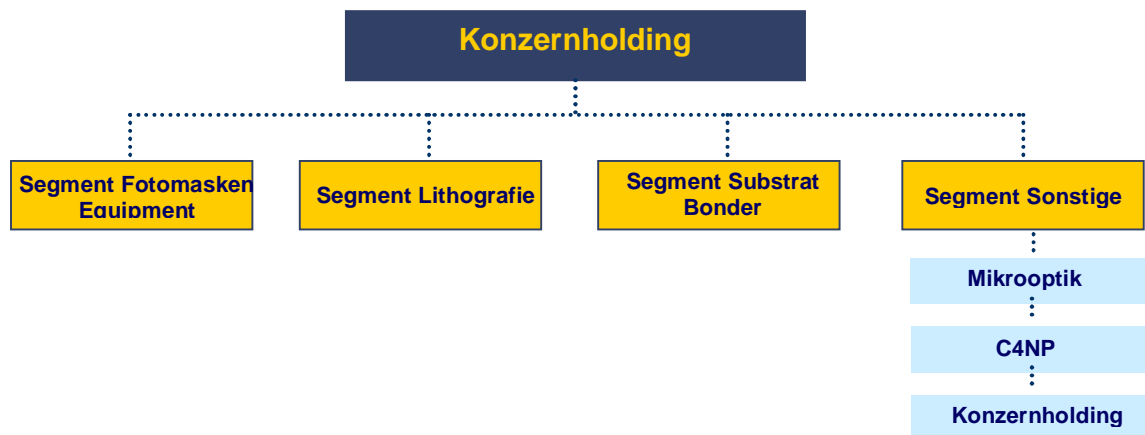 Konzernholding
Segment Fotomasken
Equipment
Segment Lithografie
Segment Substrat
Bonder
Segment Sonstige
Mikrooptik
C4NP
Konzernholding